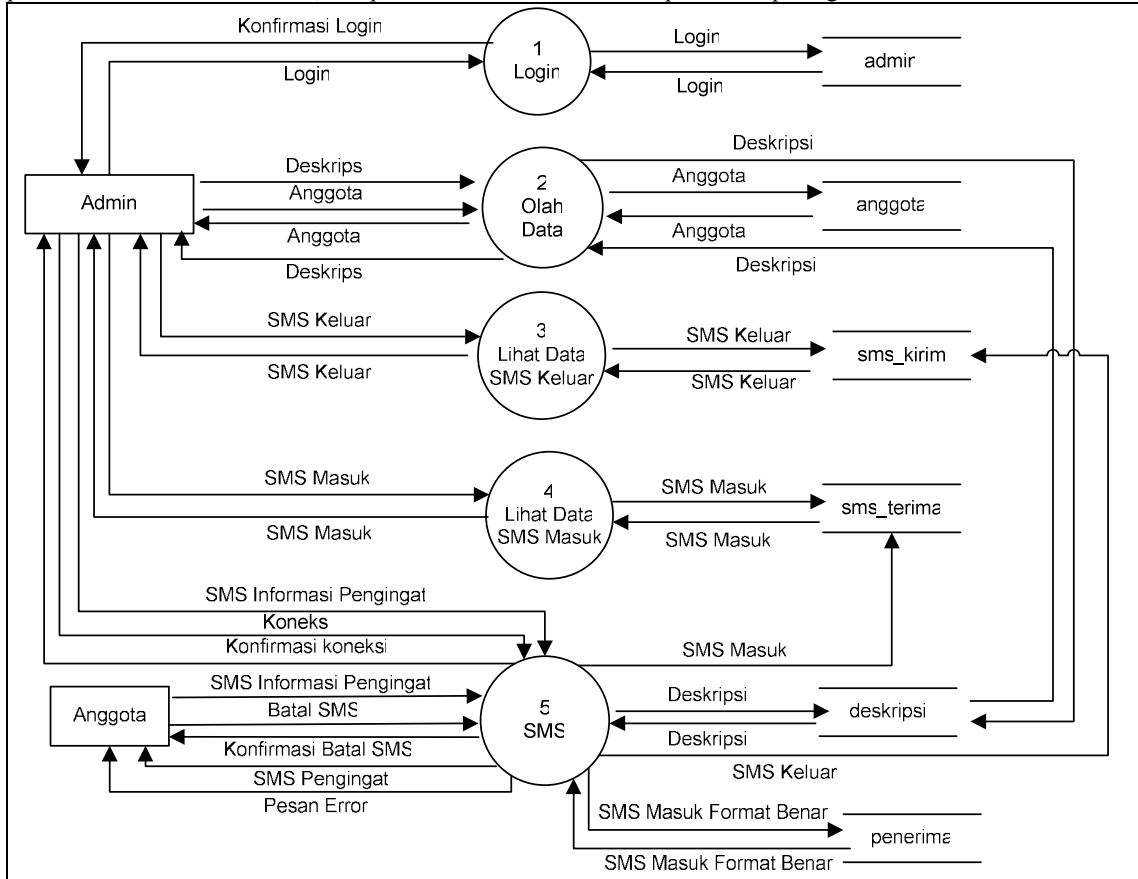 Konfirmasi Login
Login
1
Login
Login
Login
admin
Deskripsi
Admin
Deskrips
Anggota
Anggota
Deskrips
2
Olah
Data
Anggota
Anggota
Deskripsi
anggota
SMS Keluar
SMS Keluar
3
Lihat Data
SMS Keluar
SMS Keluar
SMS Keluar
sms_kirim
SMS Masuk
SMS Masuk
4
Lihat Data
SMS Masuk
SMS Masuk
SMS Masuk
sms_terima
SMS Informasi Pengingat
Koneks
Konfirmasi koneksi
SMS Masuk
Anggota
SMS Informasi Pengingat
Batal SMS
Konfirmasi Batal SMS
SMS Pengingat
Pesan Error
5
SMS
Deskripsi
Deskripsi
deskripsi
SMS Keluar
SMS Masuk Format Benar
SMS Masuk Format Benar
penerima